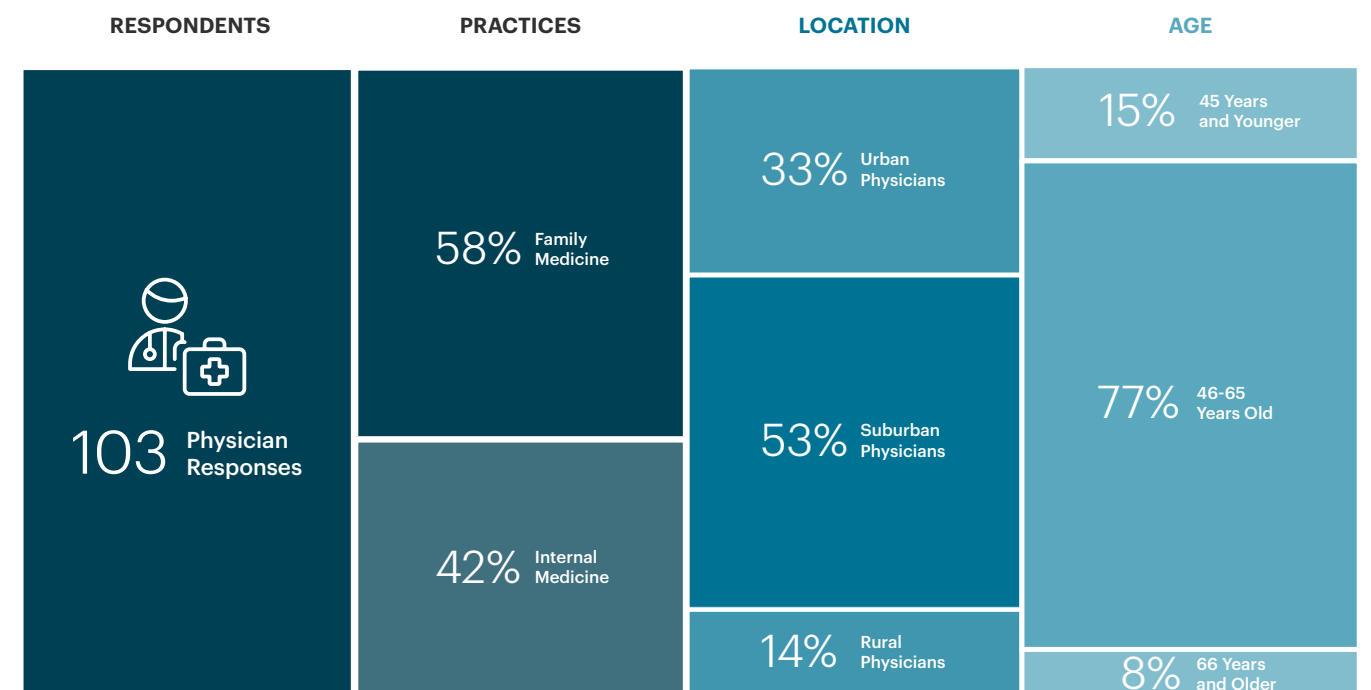 RESPONDENTS
PRACTICES
LOCATION
AGE
103
Physician
Responses
58%
Family
Medicine
42%
Internal
Medicine
33%
Urban
Physicians
53%
Suburban
Physicians
14%
Rural
Physicians
15%
45 Years
and Younger
77%
46-65
Years Old
8%
66 Years
and Older